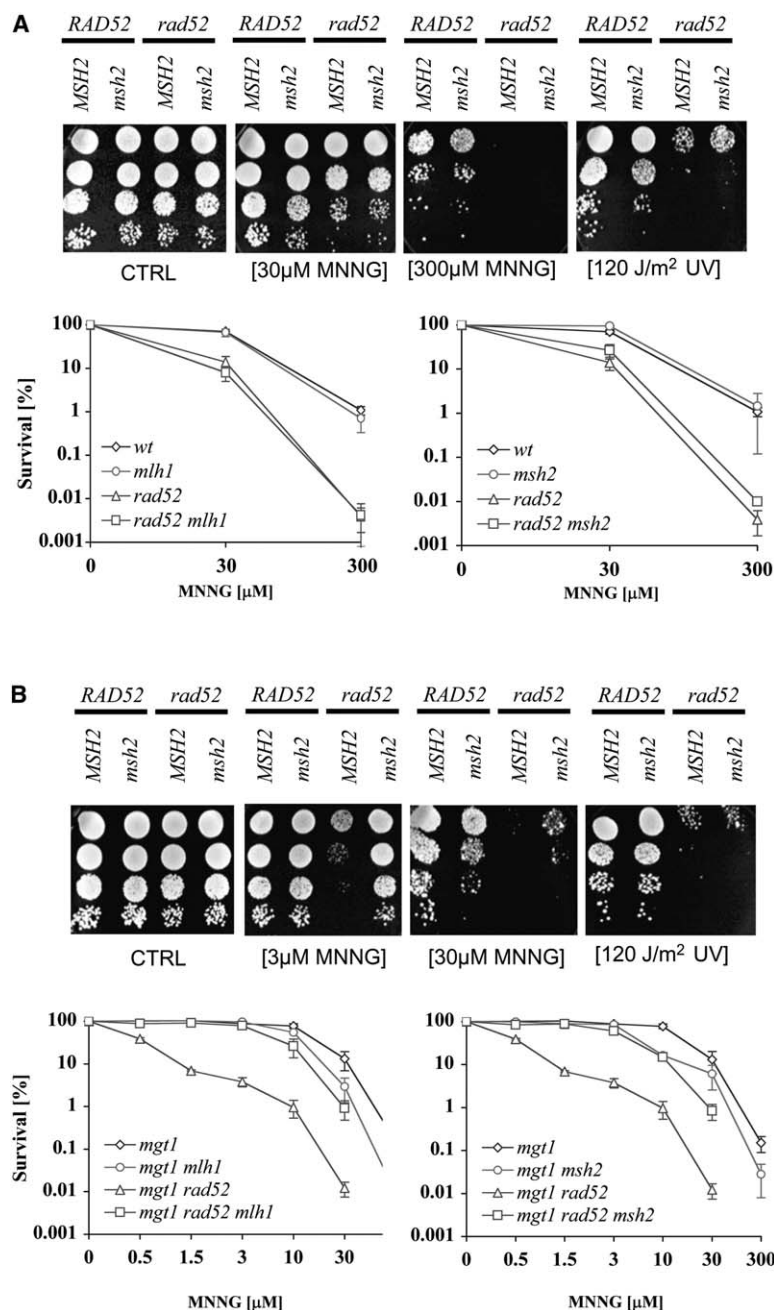 A
RAD52 rad52 RAD52 rad52 RAD52 rad52 RAD52 rad52
MSH2 msh2 MSH2 msh2 MSH2 msh2 MSH2 msh2 MSH2 msh2 MSH2 msh2 MSH2 msh2 MSH2 msh2
CTRL [30µM MNNG] [300µM MNNG] [120 J/m² UV]
Survival [%]
100
10
1
0.1
0.01
0.001
wt
mlh1
rad52
rad52 mlh1
0 30 300
MNNG [µM]
100
10
1
0.1
0.01
.001
wt
msh2
rad52
rad52 msh2
0 30 300
MNNG [µM]
B
RAD52 rad52 RAD52 rad52 RAD52 rad52 RAD52 rad52
MSH2 msh2 MSH2 msh2 MSH2 msh2 MSH2 msh2 MSH2 msh2 MSH2 msh2 MSH2 msh2 MSH2 msh2
CTRL [3µM MNNG] [30µM MNNG] [120 J/m² UV]
Survival [%]
100
10
1
0.1
0.01
0.001
mgt1
mgt1 mlh1
mgt1 rad52
mgt1 rad52 mlh1
0 0.5 1.5 3 10 30
MNNG [µM]
100
10
1
0.1
0.01
0.001
mgt1
mgt1 msh2
mgt1 rad52
mgt1 rad52 msh2
0 0.5 1.5 3 10 30 300
MNNG [µM]